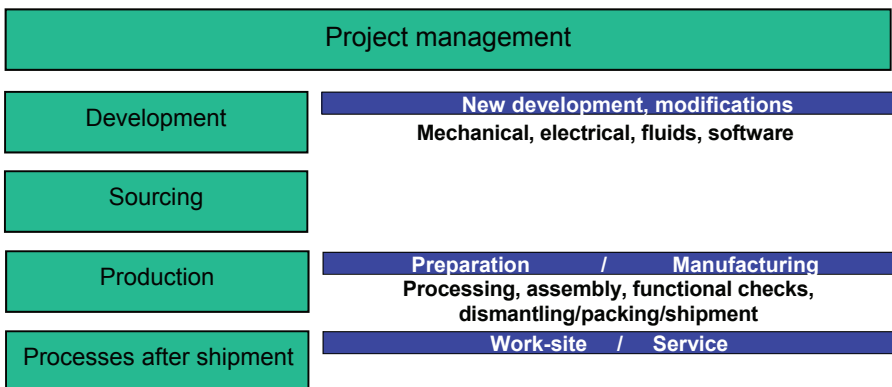 Project management
Development
New development, modifications
Mechanical, electrical, fluids, software
Sourcing
Production
Preparation / Manufacturing
Processing, assembly, functional checks,
dismantling/packing/shipment
Processes after shipment
Work-site / Service